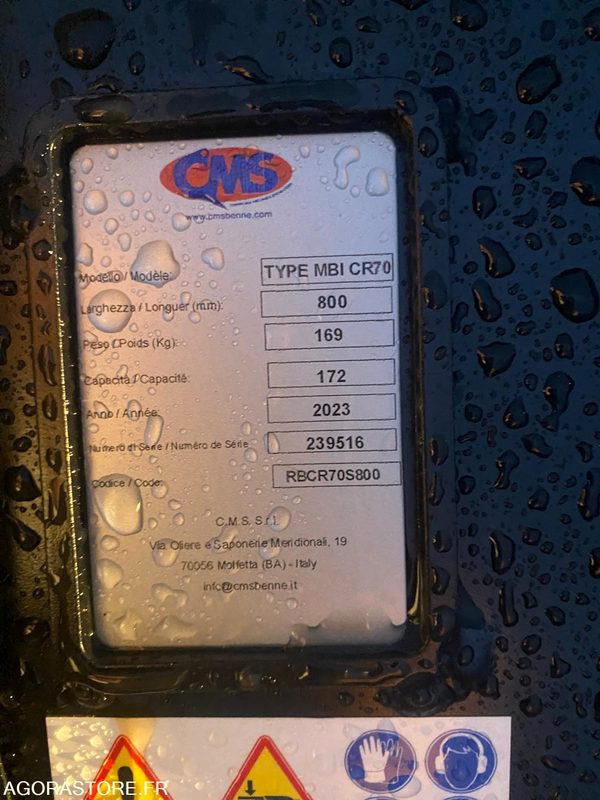 CMS
www.cmsbenne.com
Modello / Modèle: TYPE MBI CR70
Larghezza / Longuer (mm): 800
Peso / Poids (Kg): 169
Capacità / Capacité: 172
Anno / Année: 2023
Numero di Serie / Numéro de Série 239516
Codice / Code: RBCR70S800
C.M.S. S.r.l.
Via Oliere e Saponerie Meridionali, 19
70056 Molfetta (BA) - Italy
info@cmsbenne.it
AGORASTORE.FR